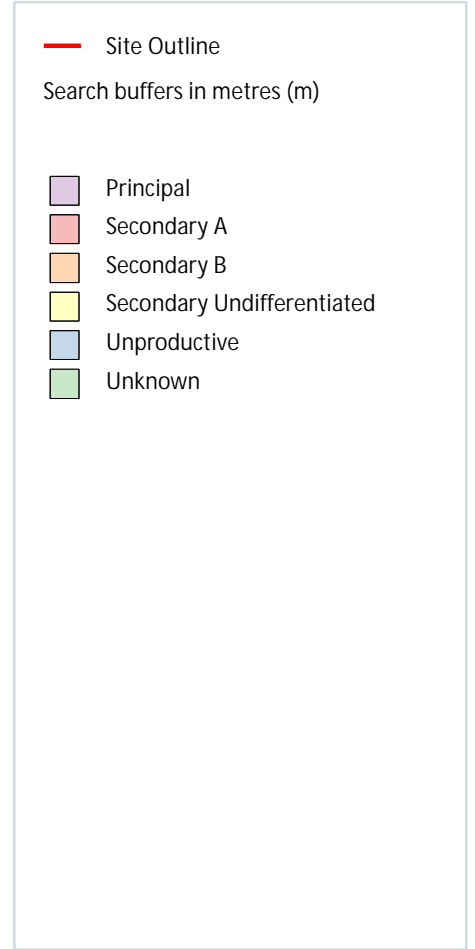 Site Outline
Search buffers in metres (m)
Principal
Secondary A
Secondary B
Secondary Undifferentiated
Unproductive
Unknown